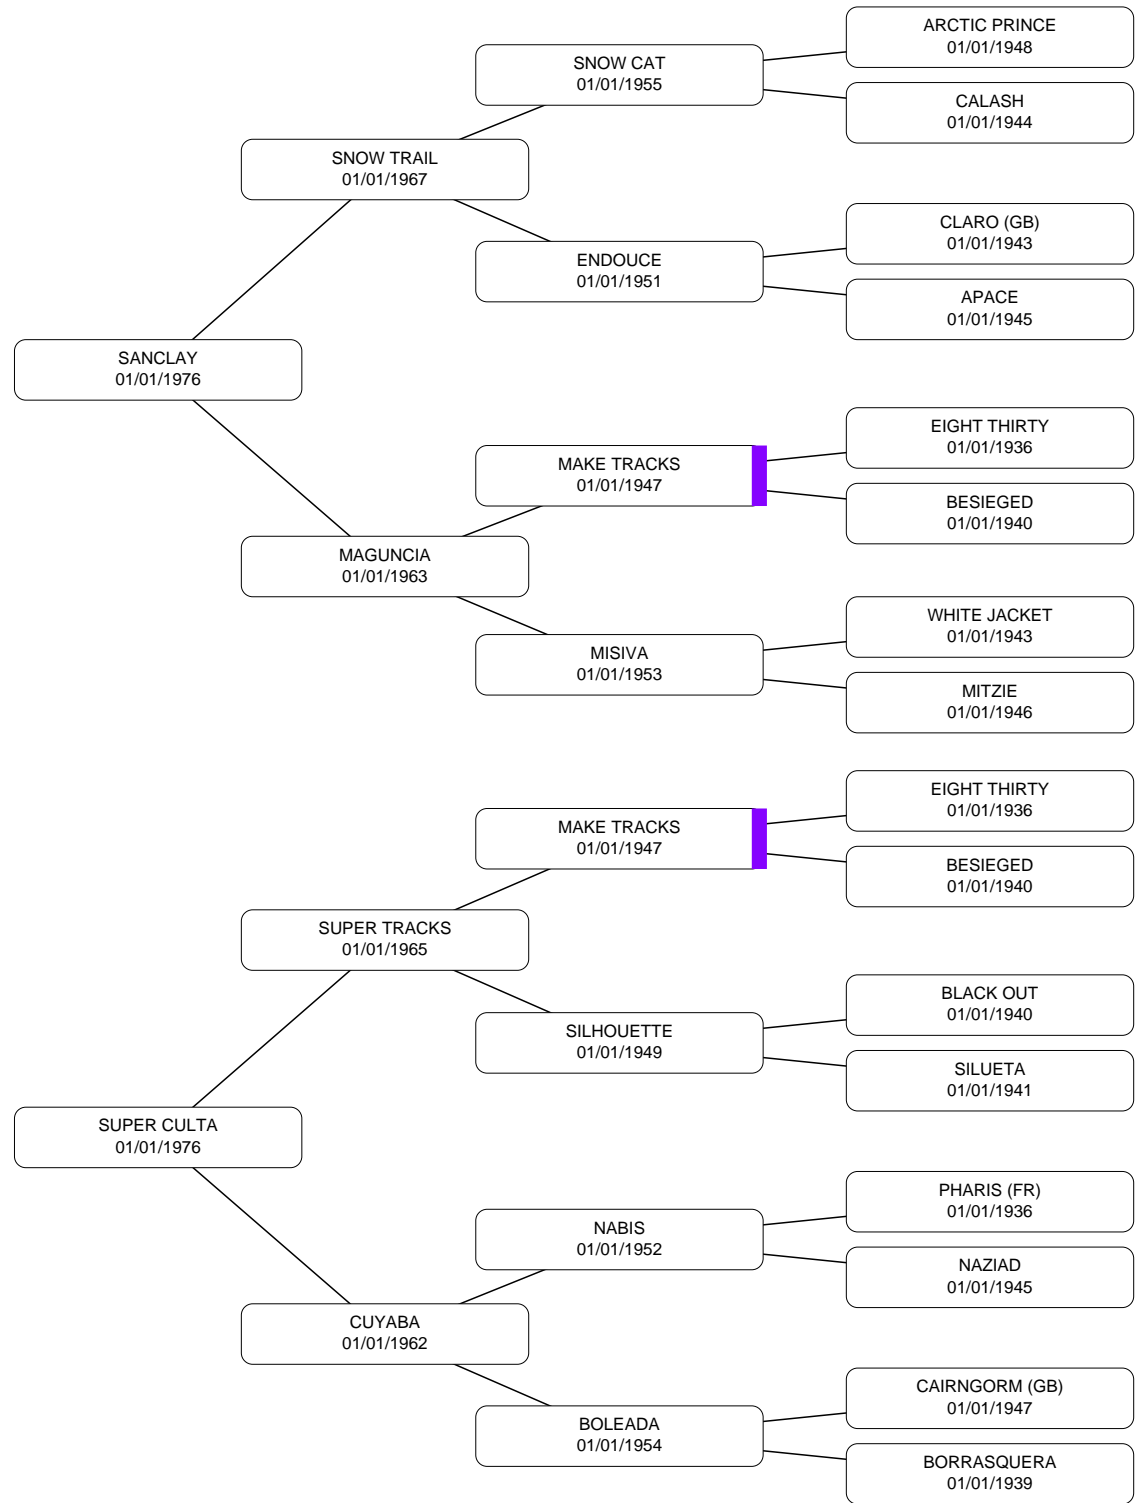 ARCTIC PRINCE
01/01/1948
SNOW CAT
01/01/1955
CALASH
01/01/1944
SNOW TRAIL
01/01/1967
CLARO (GB)
01/01/1943
ENDOUCE
01/01/1951
APACE
01/01/1945
SANCLAY
01/01/1976
EIGHT THIRTY
01/01/1936
MAKE TRACKS
01/01/1947
BESIEGED
01/01/1940
MAGUNCIA
01/01/1963
WHITE JACKET
01/01/1943
MISIVA
01/01/1953
MITZIE
01/01/1946
EIGHT THIRTY
01/01/1936
MAKE TRACKS
01/01/1947
BESIEGED
01/01/1940
SUPER TRACKS
01/01/1965
BLACK OUT
01/01/1940
SILHOUETTE
01/01/1949
SILUETA
01/01/1941
SUPER CULTA
01/01/1976
PHARIS (FR)
01/01/1936
NABIS
01/01/1952
NAZIAD
01/01/1945
CUYABA
01/01/1962
CAIRNGORM (GB)
01/01/1947
BOLEADA
01/01/1954
BORRASQUERA
01/01/1939